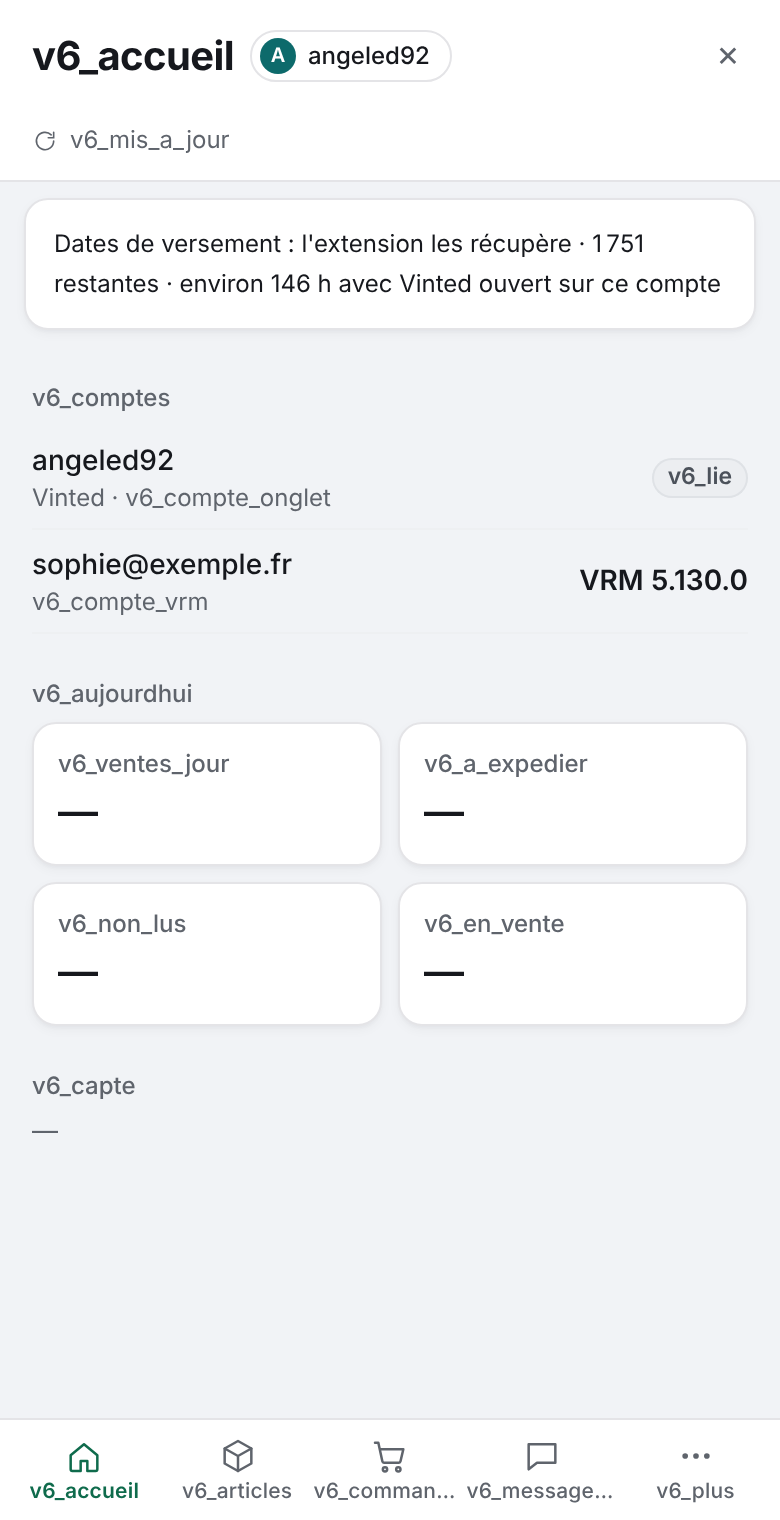 v6_accueil
A angeled92
v6_mis_a_jour
Dates de versement : l'extension les récupère · 1 751
restantes · environ 146 h avec Vinted ouvert sur ce compte
v6_comptes
angeled92
Vinted · v6_compte_onglet
v6_lie
sophie@exemple.fr
v6_compte_vrm
VRM 5.130.0
v6_aujourdhui
v6_ventes_jour
—
v6_a_expedier
—
v6_non_lus
—
v6_en_vente
—
v6_capte
—
v6_accueil
v6_articles
v6_comman...
v6_message...
v6_plus